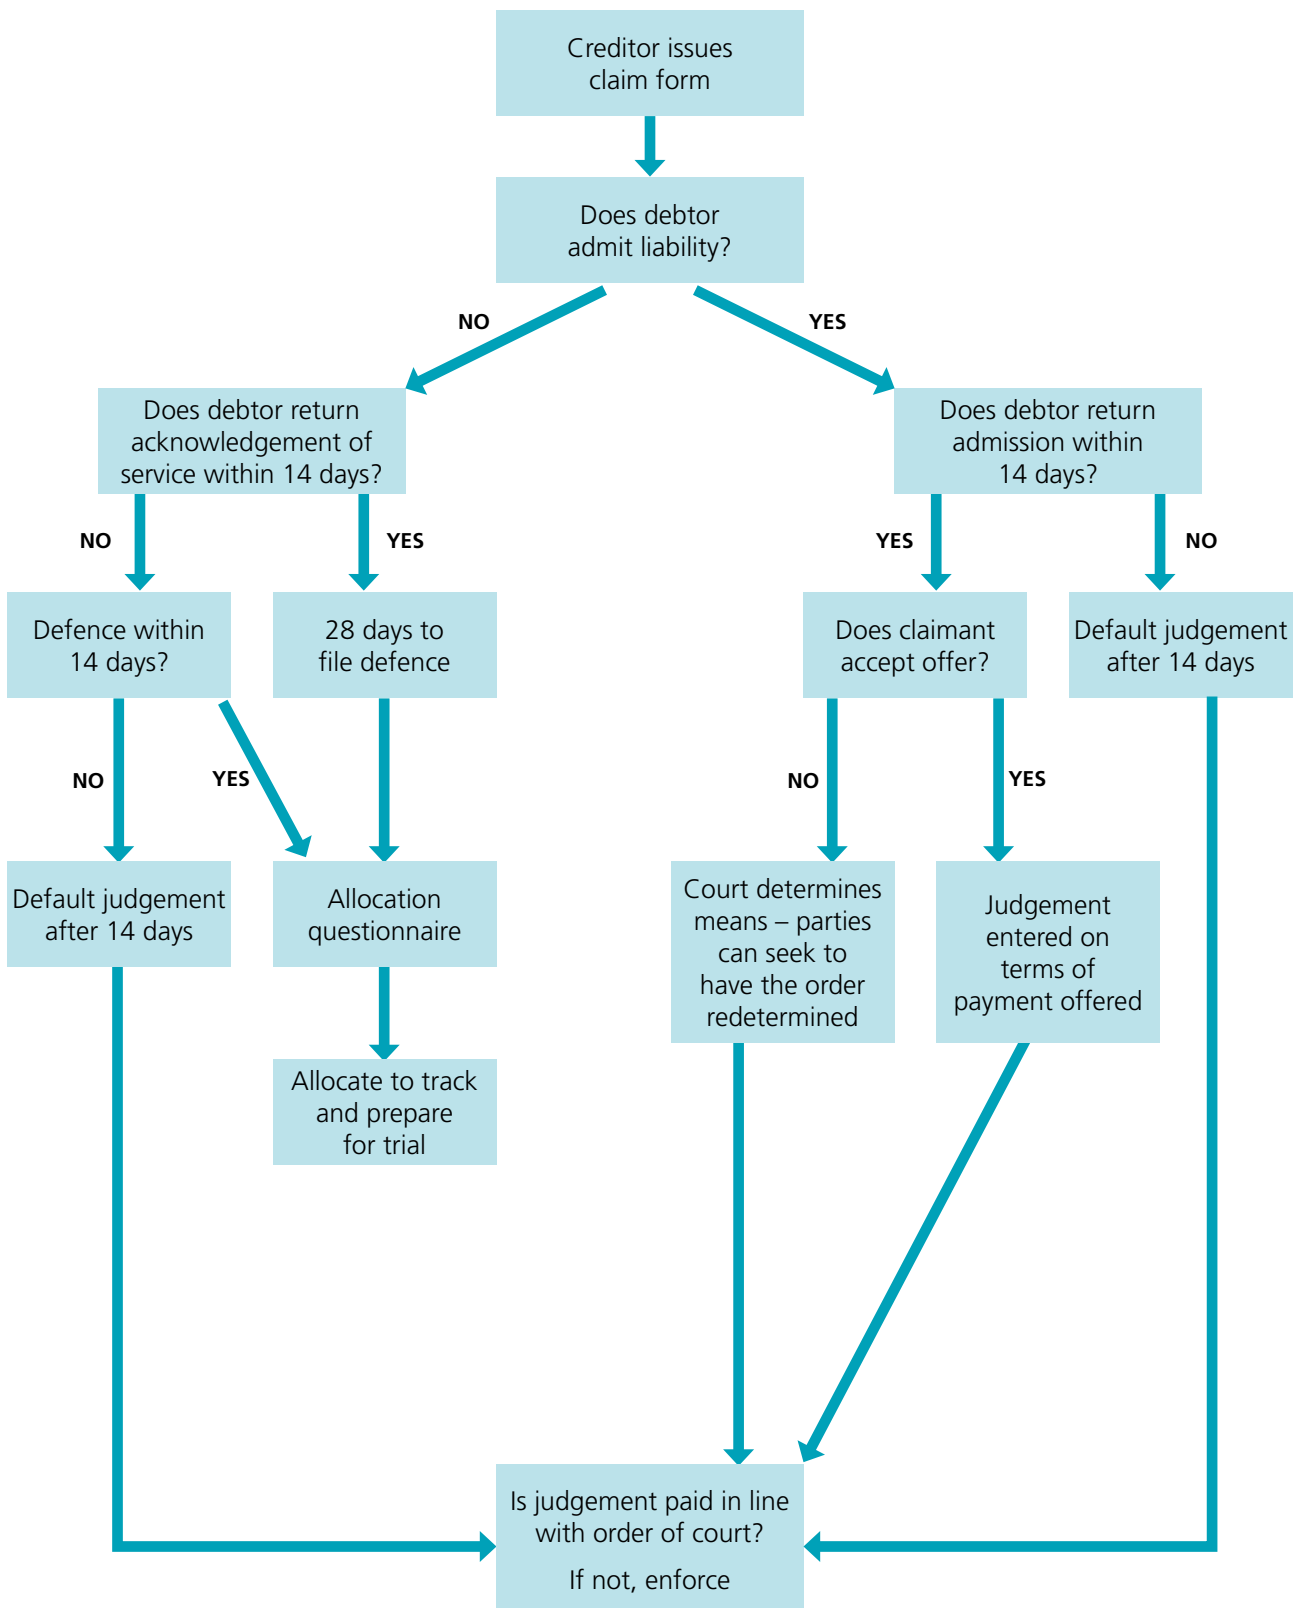 Creditor issues
claim form
Does debtor
admit liability?
NO
YES
Does debtor return
acknowledgement of
service within 14 days?
Does debtor return
admission within
14 days?
NO
YES
YES
NO
Defence within
14 days?
28 days to
file defence
Does claimant
accept offer?
Default judgement
after 14 days
NO
YES
NO
YES
Default judgement
after 14 days
Allocation
questionnaire
Court determines
means – parties
can seek to
have the order
redetermined
Judgement
entered on
terms of
payment offered
Allocate to track
and prepare
for trial
Is judgement paid in line
with order of court?
If not, enforce